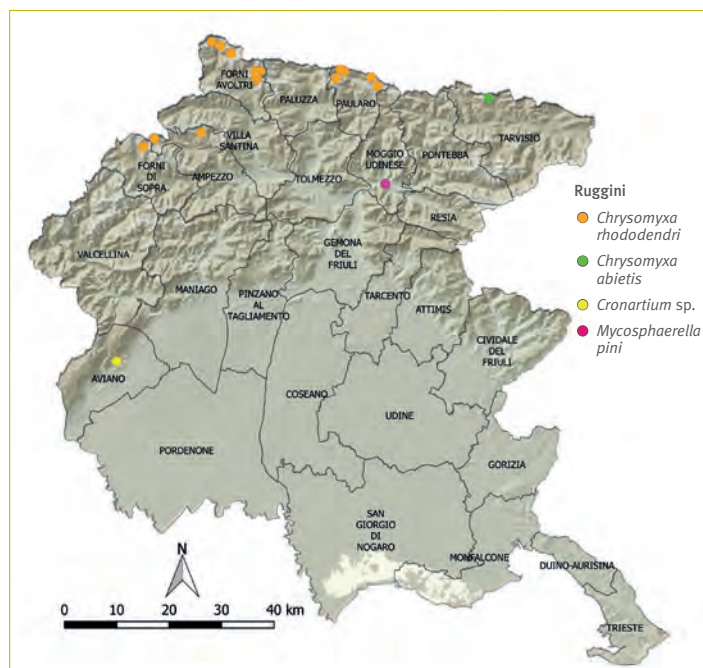 FORNI
AVOLTRI
PALUZZA
PAULARO
TARVISIO
VILLA
SANTINA
FORNI
DI
SOPRA
AMPEZZO
TOLMEZZO
MOGGIO
UDINESE
PONTEBBA
RESIA
VALCELLINA
GEMONA
DEL
FRIULI
MANIAGO
PINZANO
AL
TAGLIAMENTO
TARCENTO
ATTIMIS
CIVIDALE
DEL
FRIULI
AVIANO
COSEANO
UDINE
PORDENONE
GORIZIA
SAN
GIORGIO
DI
NOGARO
MONFALCONE
DUINO-AURISINA
TRIESTE
Ruggini
Chrysomyxa
rhododendri
Chrysomyxa
abietis
Cronartium sp.
Mycosphaerella
pini
N
0 10 20 30 40 km